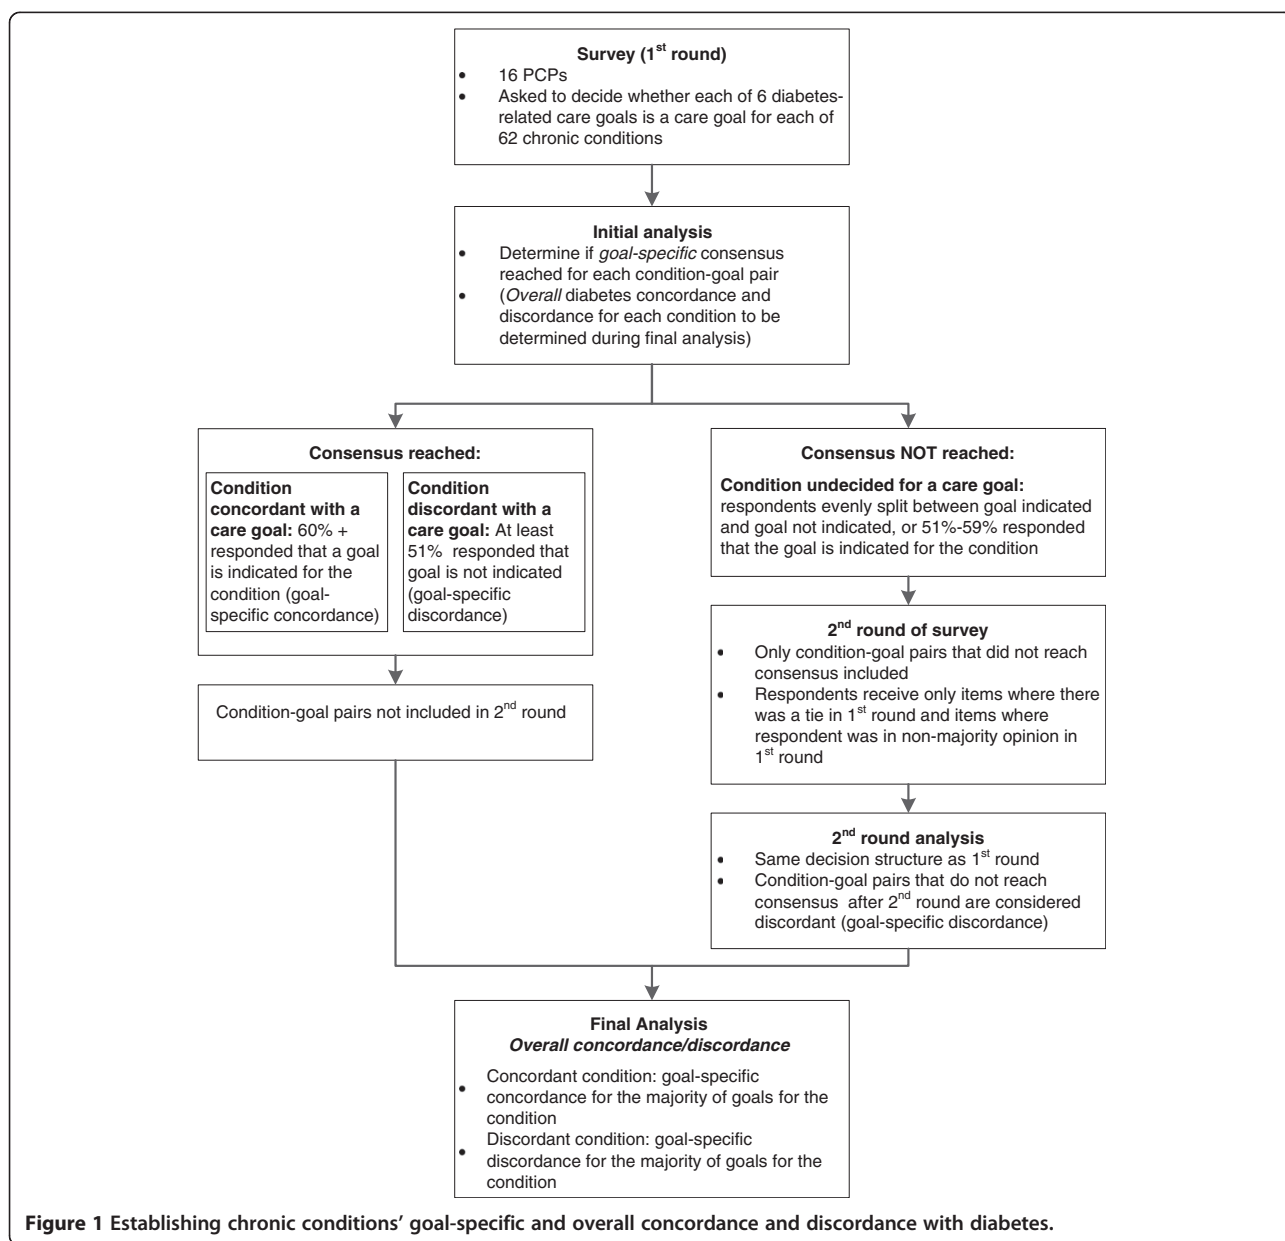 Survey (1st round)
• 16 PCPs
• Asked to decide whether each of 6 diabetes-
related care goals is a care goal for each of
62 chronic conditions
Initial analysis
• Determine if goal-specific consensus
reached for each condition-goal pair
• (Overall diabetes concordance and
discordance for each condition to be
determined during final analysis)
Consensus reached:
Condition
concordant with a
care goal: 60% +
responded that a goal
is indicated for the
condition (goal-
specific concordance)
Condition
discordant with a
care goal: At least
51% responded that
goal is not indicated
(goal-specific
discordance)
Consensus NOT reached:
Condition undecided for a care goal:
respondents evenly split between goal indicated
and goal not indicated, or 51%-59% responded
that the goal is indicated for the condition
Condition-goal pairs not included in 2nd round
2nd round of survey
• Only condition-goal pairs that did not reach
consensus included
• Respondents receive only items where there
was a tie in 1st round and items where
respondent was in non-majority opinion in
1st round
2nd round analysis
• Same decision structure as 1st round
• Condition-goal pairs that do not reach
consensus after 2nd round are considered
discordant (goal-specific discordance)
Final Analysis
Overall concordance/discordance
• Concordant condition: goal-specific
concordance for the majority of goals for the
condition
• Discordant condition: goal-specific
discordance for the majority of goals for the
condition
Figure 1 Establishing chronic conditions' goal-specific and overall concordance and discordance with diabetes.